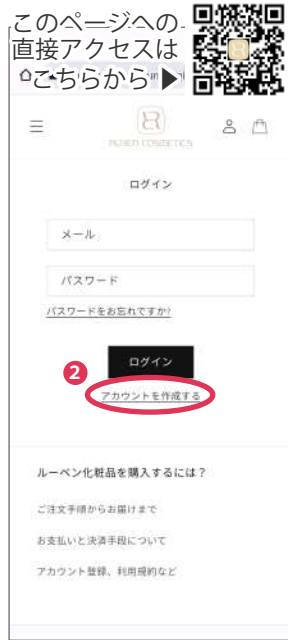 このページへの
直接アクセスは
こちらから ▶
RUBEN COSMETICS
ログイン
メール
パスワード
パスワードをお忘れですか?
ログイン
2
アカウントを作成する
ルーベン化粧品を購入するには?
ご注文手順からお届けまで
お支払いと決済手段について
アカウント登録、利用規約など